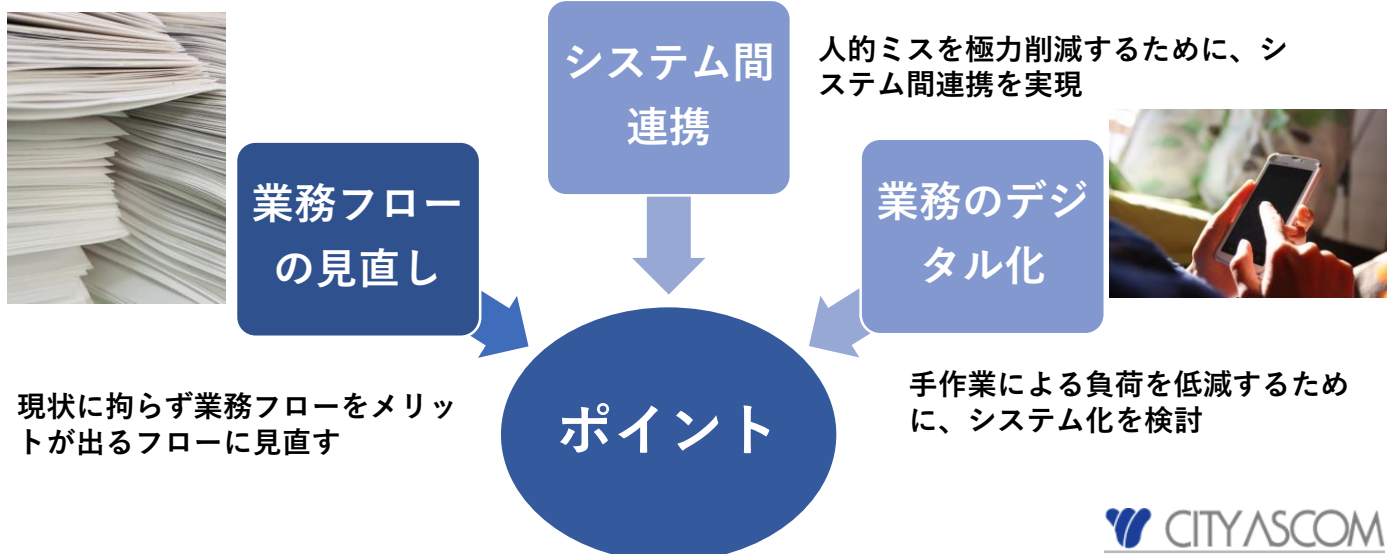 システム間
連携
人的ミスを極力削減するために、シ
ステム間連携を実現
業務フロー
の見直し
業務のデジ
タル化
現状に拘らず業務フローをメリッ
トが出るフローに見直す
ポイント
手作業による負荷を低減するため
に、システム化を検討
CITY ASCOM